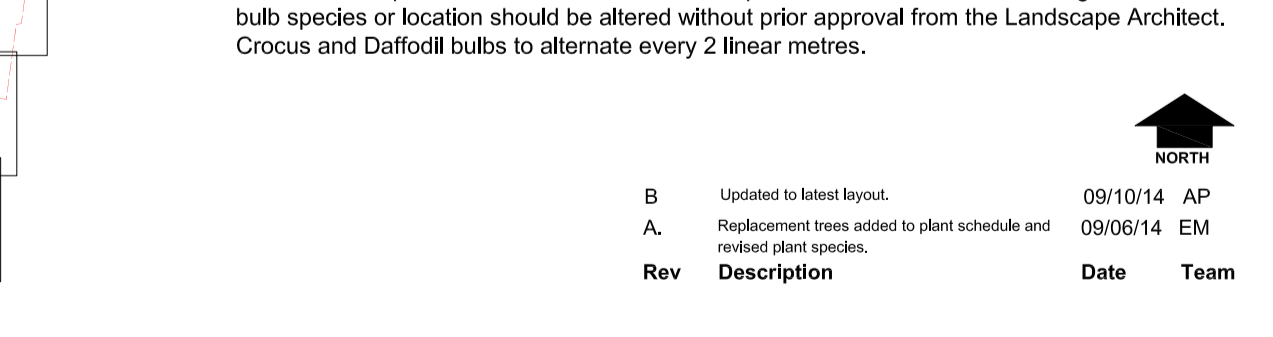 bulb species or location should be altered without prior approval from the Landscape Architect.
Crocus and Daffodil bulbs to alternate every 2 linear metres.
NORTH
B Updated to latest layout. 09/10/14 AP
A. Replacement trees added to plant schedule and 09/06/14 EM
revised plant species.
Rev Description Date Team